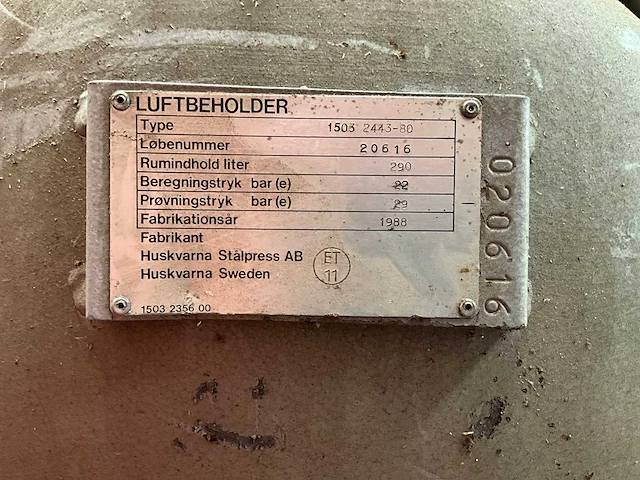 LUFTBEHOLDER
Type 1503 2443-80
Løbenummer 20616
Rumindhold liter 290
Beregningstryk bar (e) 22
Prøvningstryk bar (e) 29
Fabrikationsår 1988
Fabrikant
Huskvarna Stålpress AB
Huskvarna Sweden
ET
11
1503 2356 00
020616